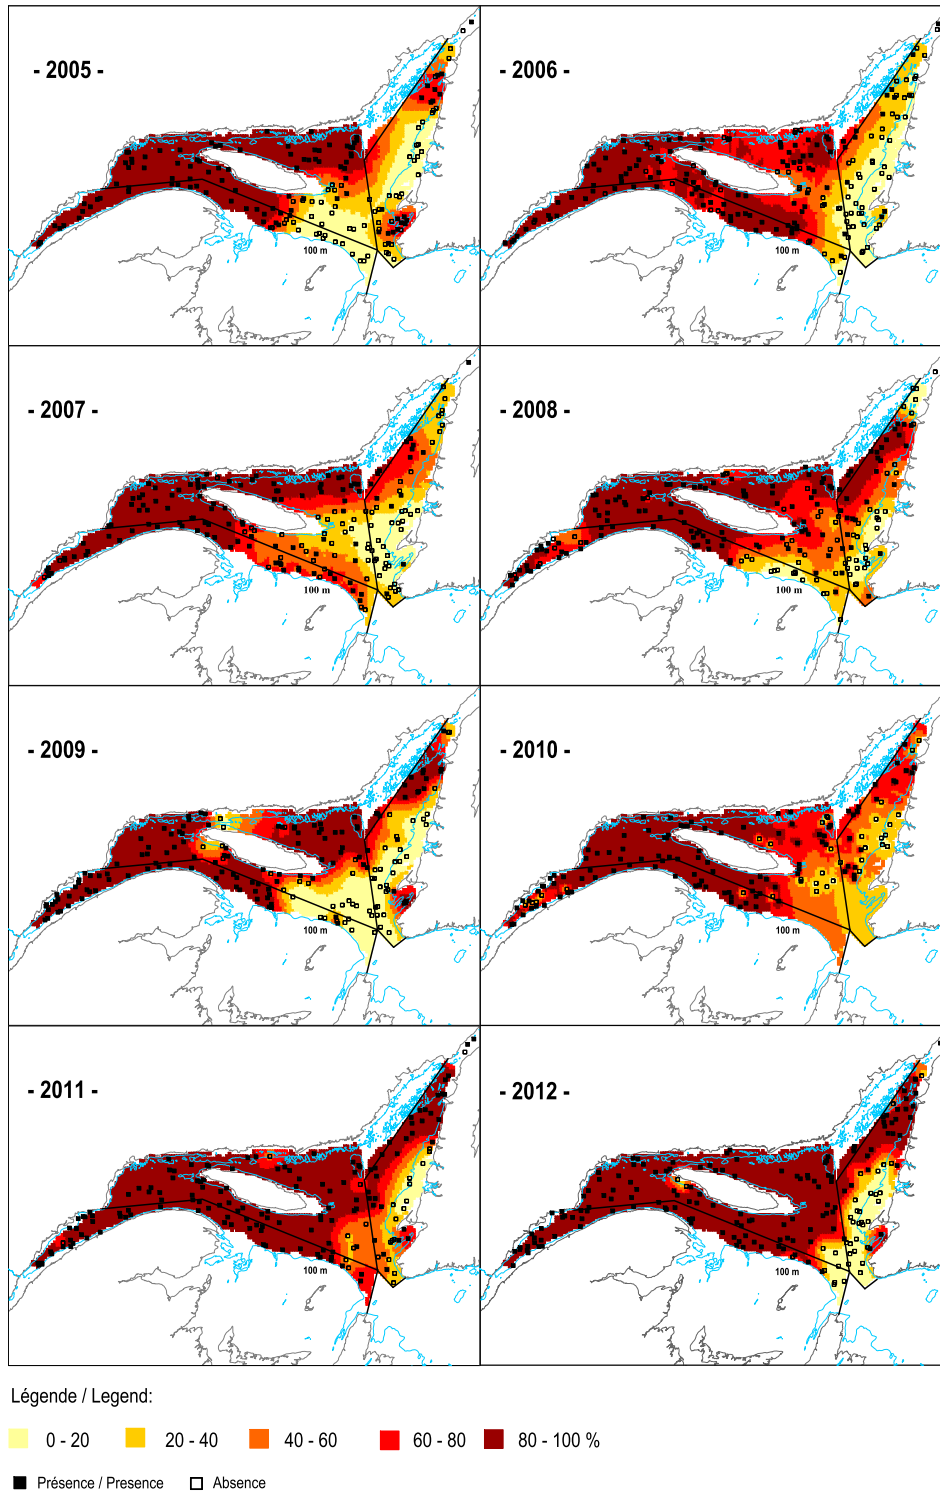 - 2005 -
- 2006 -
100 m
100 m
- 2007 -
- 2008 -
100 m
100 m
- 2009 -
- 2010 -
100 m
100 m
- 2011 -
- 2012 -
100 m
100 m
Légende / Legend:
0 - 20
20 - 40
40 - 60
60 - 80
80 - 100 %
Présence / Presence
Absence